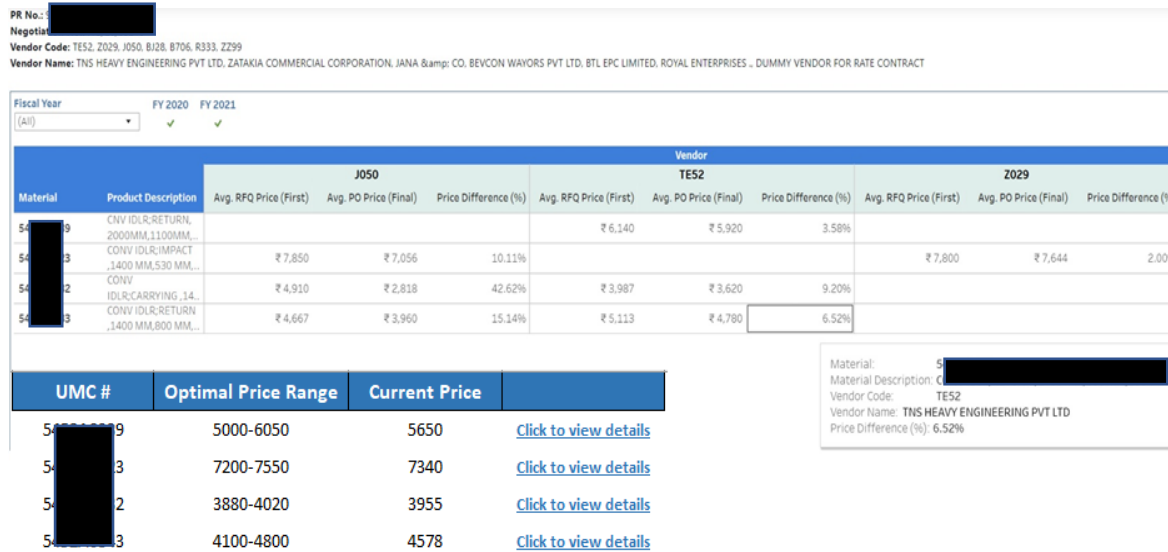 PR No.:
Negotiat
Vendor Code: TE52, Z029, J050, BJ28, B706, R333, ZZ99
Vendor Name: TNS HEAVY ENGINEERING PVT LTD, ZATAKIA COMMERCIAL CORPORATION, JANA &amp; CO, BEVCON WAYORS PVT LTD, BTL EPC LIMITED, ROYAL ENTERPRISES ., DUMMY VENDOR FOR RATE CONTRACT
Fiscal Year FY 2020 FY 2021
(All)
Vendor
J050 TE52 Z029
Material Product Description Avg. RFQ Price (First) Avg. PO Price (Final) Price Difference (%) Avg. RFQ Price (First) Avg. PO Price (Final) Price Difference (%) Avg. RFQ Price (First) Avg. PO Price (Final) Price Difference (%
54 9 CNV IDLR;RETURN, ₹ 6,140 ₹ 5,920 3.58%
2000MM,1100MM,...
54 3 CONV IDLR;IMPACT ₹ 7,850 ₹ 7,056 10.11% ₹ 7,800 ₹ 7,644 2.00
,1400 MM,530 MM,...
54 2 CONV ₹ 4,910 ₹ 2,818 42.62% ₹ 3,987 ₹ 3,620 9.20%
IDLR;CARRYING ,14..
54 3 CONV IDLR;RETURN ₹ 4,667 ₹ 3,960 15.14% ₹ 5,113 ₹ 4,780 6.52%
,1400 MM,800 MM,...
Material: 5
Material Description: C
Vendor Code: TE52
Vendor Name: TNS HEAVY ENGINEERING PVT LTD
Price Difference (%): 6.52%
UMC # Optimal Price Range Current Price
54 9 5000-6050 5650 Click to view details
54 3 7200-7550 7340 Click to view details
54 2 3880-4020 3955 Click to view details
54 3 4100-4800 4578 Click to view details